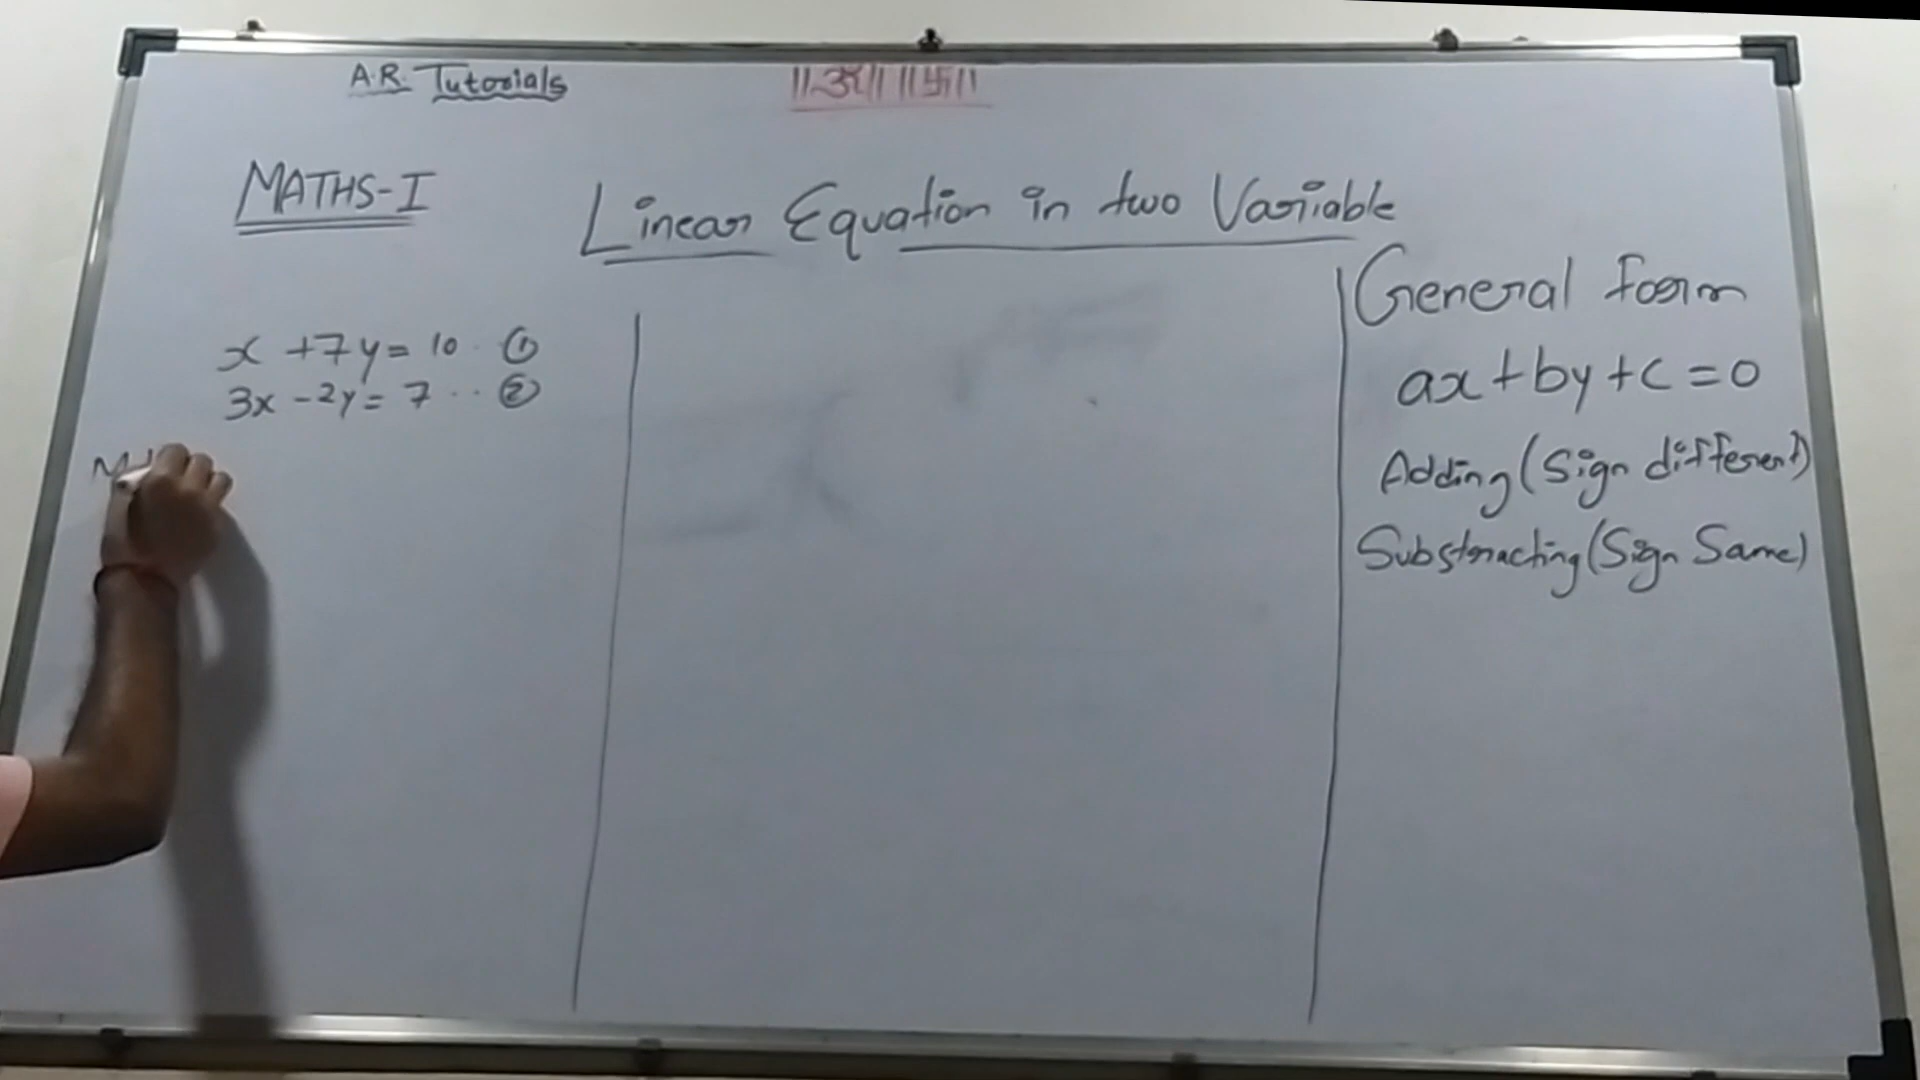 A.R. Tutorials
||ॐ|| ||卐||
MATHS-I
Linear Equation in two Variable
x + 7y = 10 ①
3x - 2y = 7 .. ②
General form
ax + by + c = 0
Adding (Sign different)
Substracting (Sign Same)